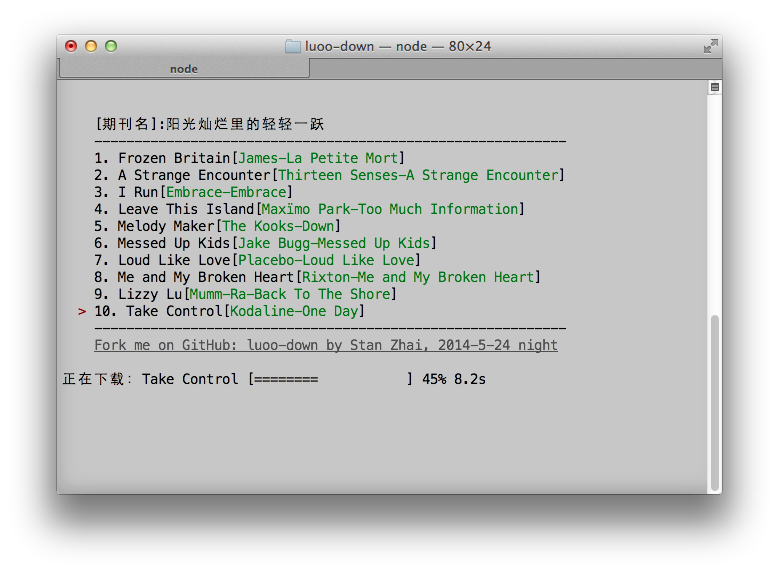 luoo-down — node — 80×24
node
[期刊名]:阳光灿烂里的轻轻一跃
-----------------------------------------------------------
1. Frozen Britain[James-La Petite Mort]
2. A Strange Encounter[Thirteen Senses-A Strange Encounter]
3. I Run[Embrace-Embrace]
4. Leave This Island[Maxïmo Park-Too Much Information]
5. Melody Maker[The Kooks-Down]
6. Messed Up Kids[Jake Bugg-Messed Up Kids]
7. Loud Like Love[Placebo-Loud Like Love]
8. Me and My Broken Heart[Rixton-Me and My Broken Heart]
9. Lizzy Lu[Mumm-Ra-Back To The Shore]
> 10. Take Control[Kodaline-One Day]
-----------------------------------------------------------
Fork me on GitHub: luoo-down by Stan Zhai, 2014-5-24 night
正在下载: Take Control [========           ] 45% 8.2s